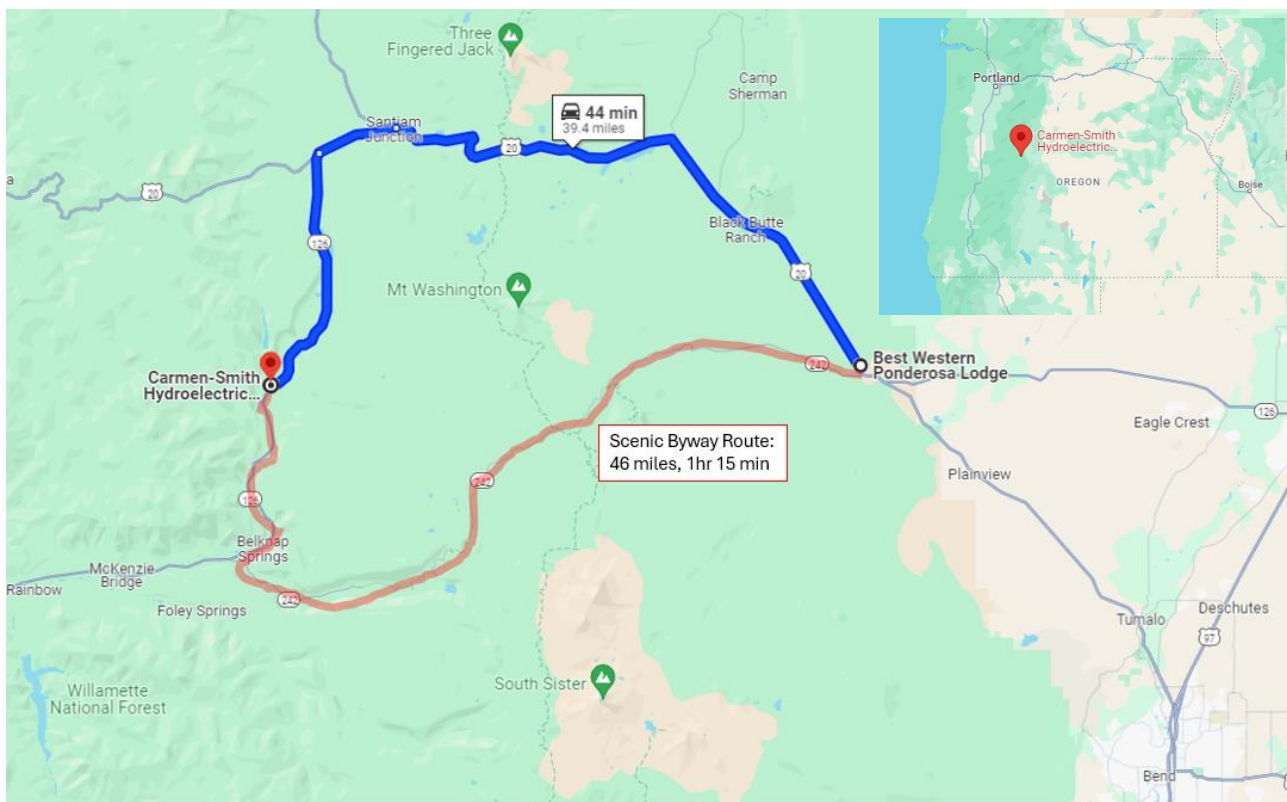 Three
Fingered Jack
Camp
Sherman
44 min
39.4 miles
Santiam
Junction
20
a
20
126
Black Butte
Ranch
20
Mt Washington
Carmen-Smith
Hydroelectric...
242
Best Western
Ponderosa Lodge
126
Eagle Crest
Scenic Byway Route:
46 miles, 1hr 15 min
242
Plainview
126
Belknap
Springs
McKenzie
Bridge
Rainbow
242
Foley Springs
Tumalo
Deschutes
97
South Sister
Willamette
National Forest
Bend
Portland
Carmen-Smith
Hydroelectric...
OREGON
Boise